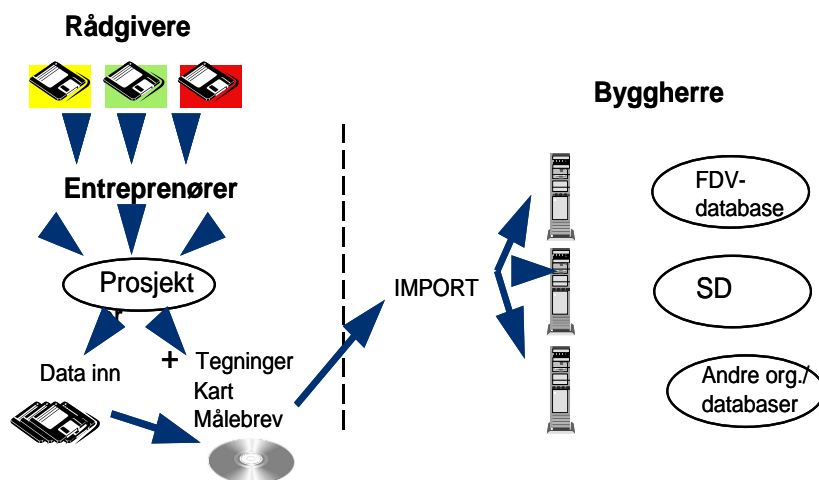 Rådgivere
Byggherre
Entreprenører
FDV-
database
Prosjekt
r
IMPORT
SD
Data inn
+ Tegninger
Kart
Målebrev
Andre org./
databaser